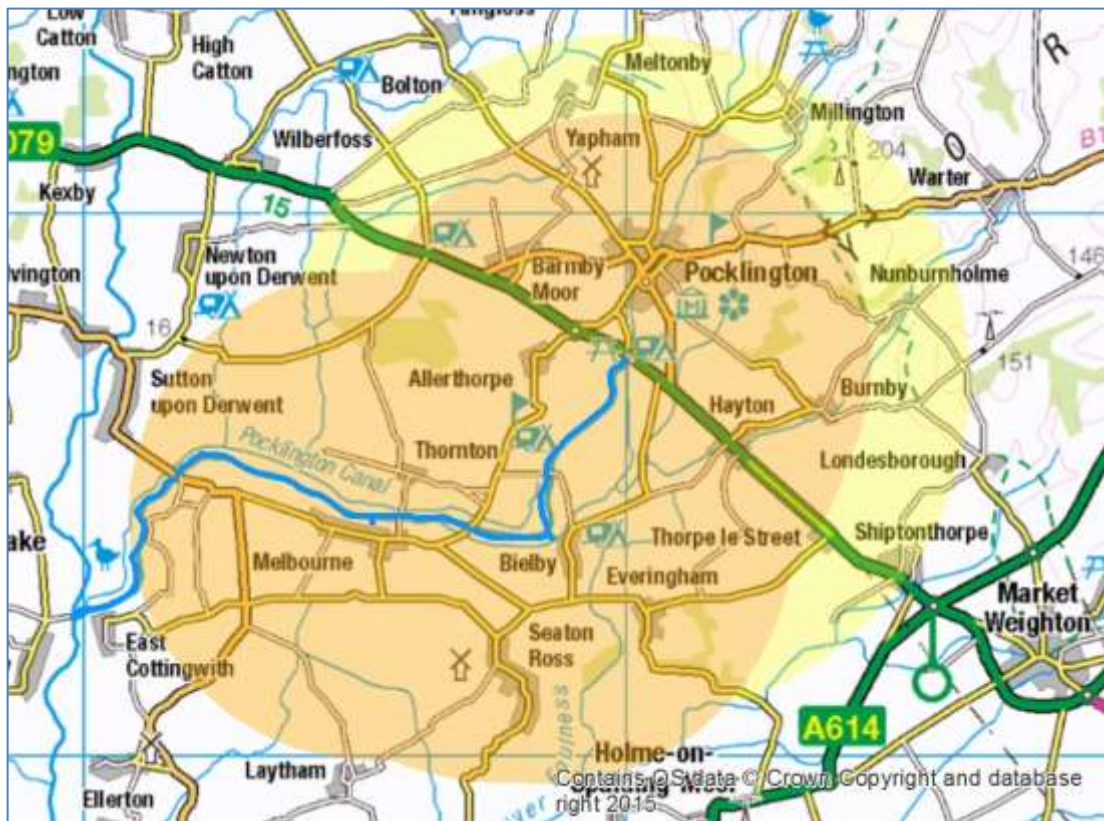 Low
Catton
High
Catton
Bolton
Meltonby
Millington
Wilberfoss
Yapham
204
079
Kexby
15
Warter
R
O
B1
Newton
upon Derwent
Barmby
Moor
Pocklington
Nunburnholme
146
16
151
Sutton
upon Derwent
Allerthorpe
Hayton
Burnby
Thornton
Pocklington Canal
Londesborough
Melbourne
Bielby
Thorpe le Street
Shiptonthorpe
Everingham
Market
Weighton
East
Cottingwith
Seaton
Ross
A614
Holme-on-
Laytham
Ellerton
Contains OS data © Crown Copyright and database
right 2015